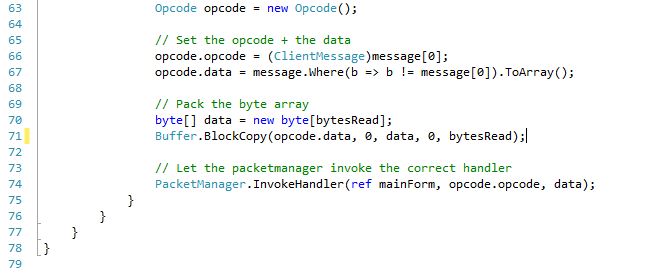 63 Opcode opcode = new Opcode();
64
65 // Set the opcode + the data
66 opcode.opcode = (ClientMessage)message[0];
67 opcode.data = message.Where(b => b != message[0]).ToArray();
68
69 // Pack the byte array
70 byte[] data = new byte[bytesRead];
71 Buffer.BlockCopy(opcode.data, 0, data, 0, bytesRead);
72
73 // Let the packetmanager invoke the correct handler
74 PacketManager.InvokeHandler(ref mainForm, opcode.opcode, data);
75 }
76 }
77 }
78 }
79